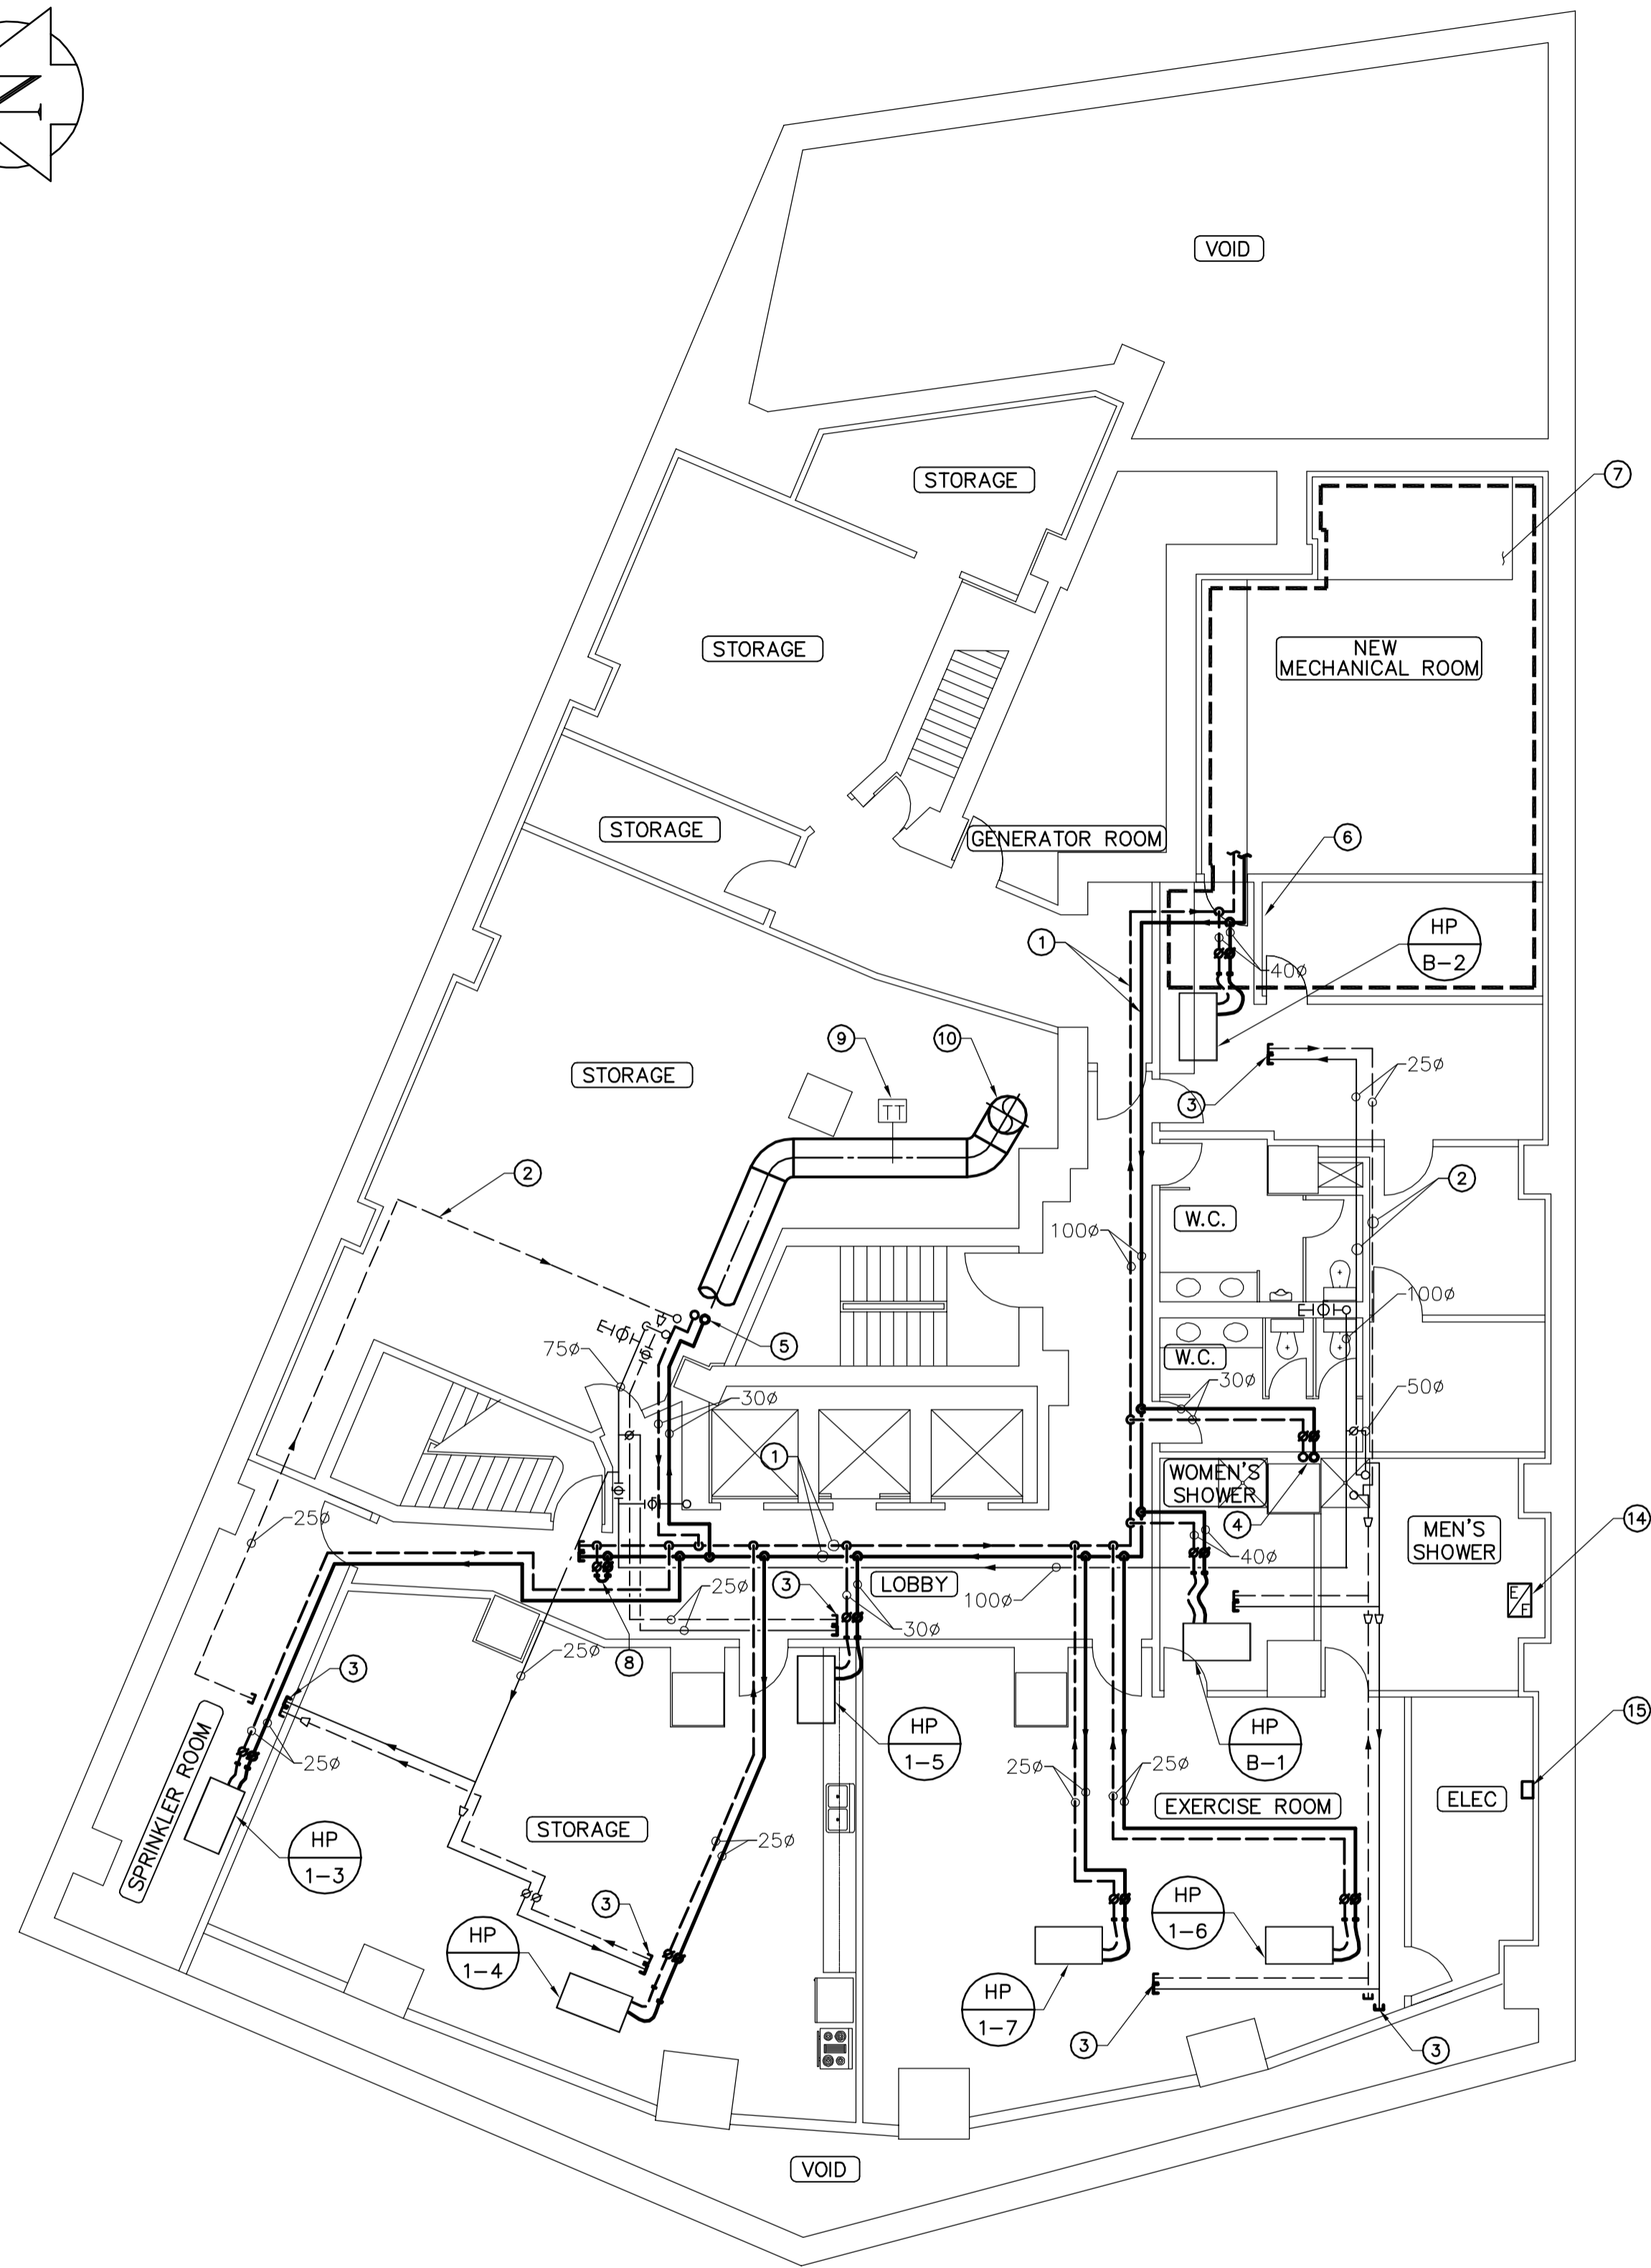 N
VOID
STORAGE
7
STORAGE
NEW
MECHANICAL ROOM
STORAGE
GENERATOR ROOM
6
1
HP
B-2
40ø
9
10
STORAGE
25ø
3
2
2
W.C.
100ø
100ø
E
E
75ø
5
W.C.
30ø
30ø
50ø
1
WOMEN'S
SHOWER
25ø
4
MEN'S
SHOWER
14
40ø
3
LOBBY
25ø
100ø
E/F
30ø
25ø
8
3
15
SPRINKLER ROOM
HP
1-5
HP
B-1
25ø
25ø
25ø
ELEC
EXERCISE ROOM
STORAGE
25ø
HP
1-3
HP
1-6
3
HP
1-4
HP
1-7
3
3
VOID